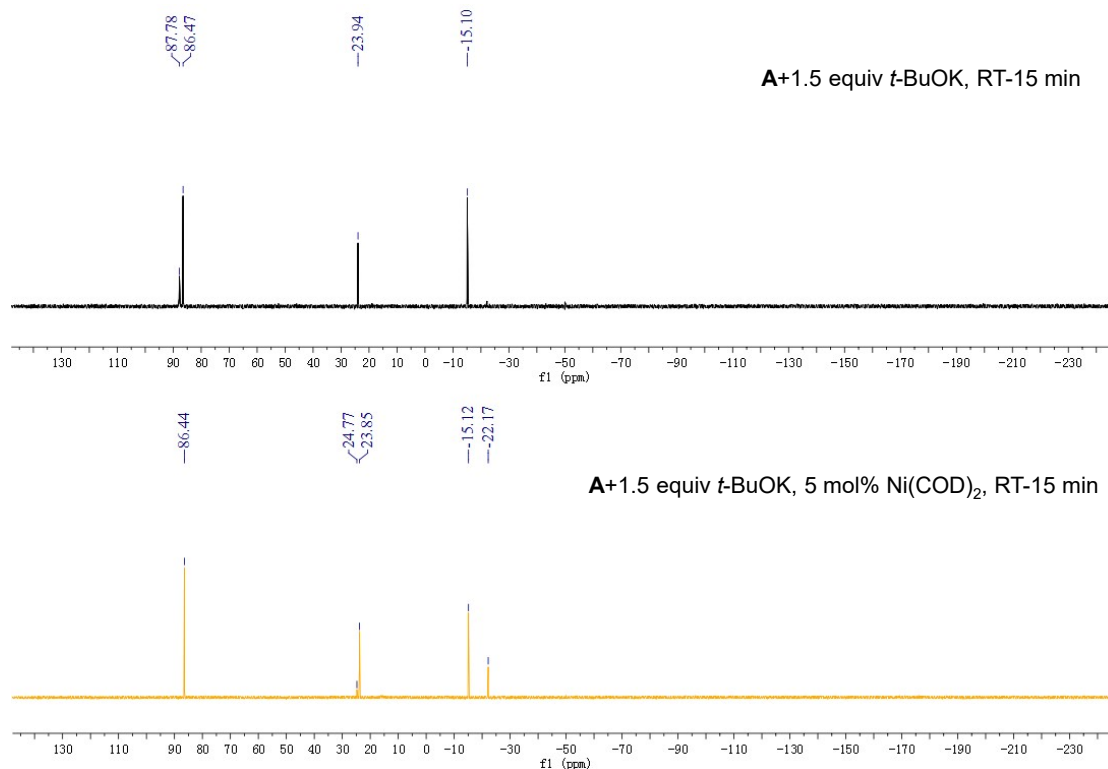 87.78
86.47
23.94
-15.10
A+1.5 equiv t-BuOK, RT-15 min
130 110 90 80 70 60 50 40 30 20 10 0 -10 -30 -50 -70 -90 -110 -130 -150 -170 -190 -210 -230
f1 (ppm)
86.44
24.77
23.85
-15.12
-22.17
A+1.5 equiv t-BuOK, 5 mol% Ni(COD)2, RT-15 min
130 110 90 80 70 60 50 40 30 20 10 0 -10 -30 -50 -70 -90 -110 -130 -150 -170 -190 -210 -230
f1 (ppm)